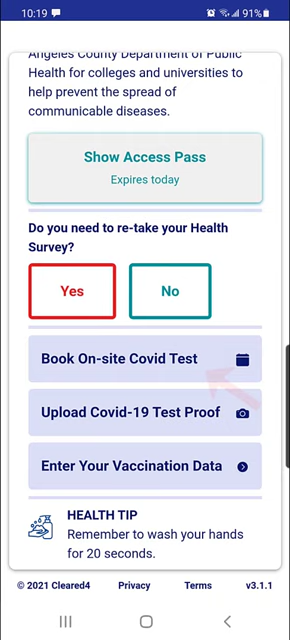 10:19 91%
Angeles County Department of Public
Health for colleges and universities to
help prevent the spread of
communicable diseases.
Show Access Pass
Expires today
Do you need to re-take your Health
Survey?
Yes No
Book On-site Covid Test
Upload Covid-19 Test Proof
Enter Your Vaccination Data
HEALTH TIP
Remember to wash your hands
for 20 seconds.
© 2021 Cleared4 Privacy Terms v3.1.1